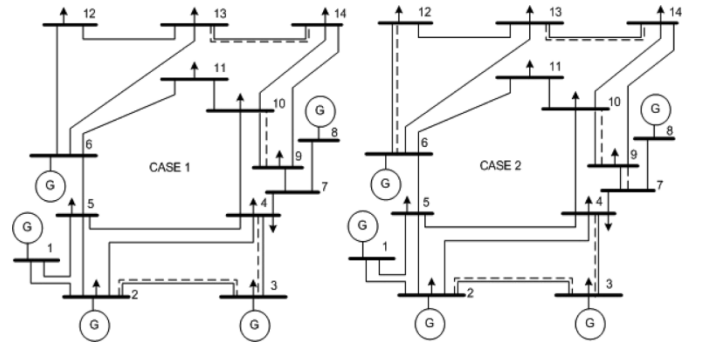 12 13 14 12 13 14
11 11
10 10
G G
8 8
6 9 6 9
CASE 1 CASE 2
G 7 G 7
5 4 5 4
G G
1 1
2 3 2 3
G G G G